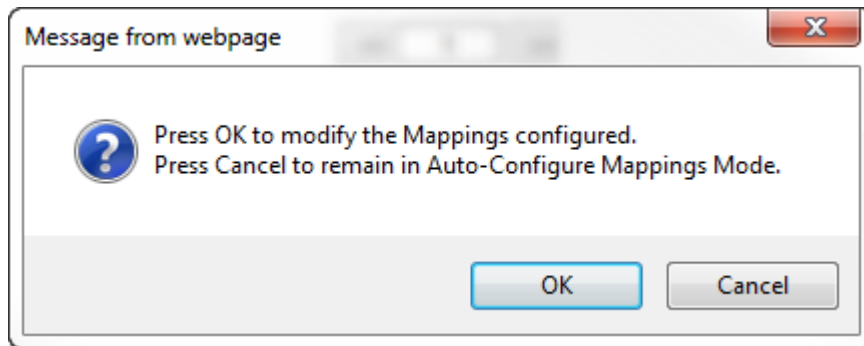 Message from webpage
Press OK to modify the Mappings configured.
Press Cancel to remain in Auto-Configure Mappings Mode.
OK
Cancel